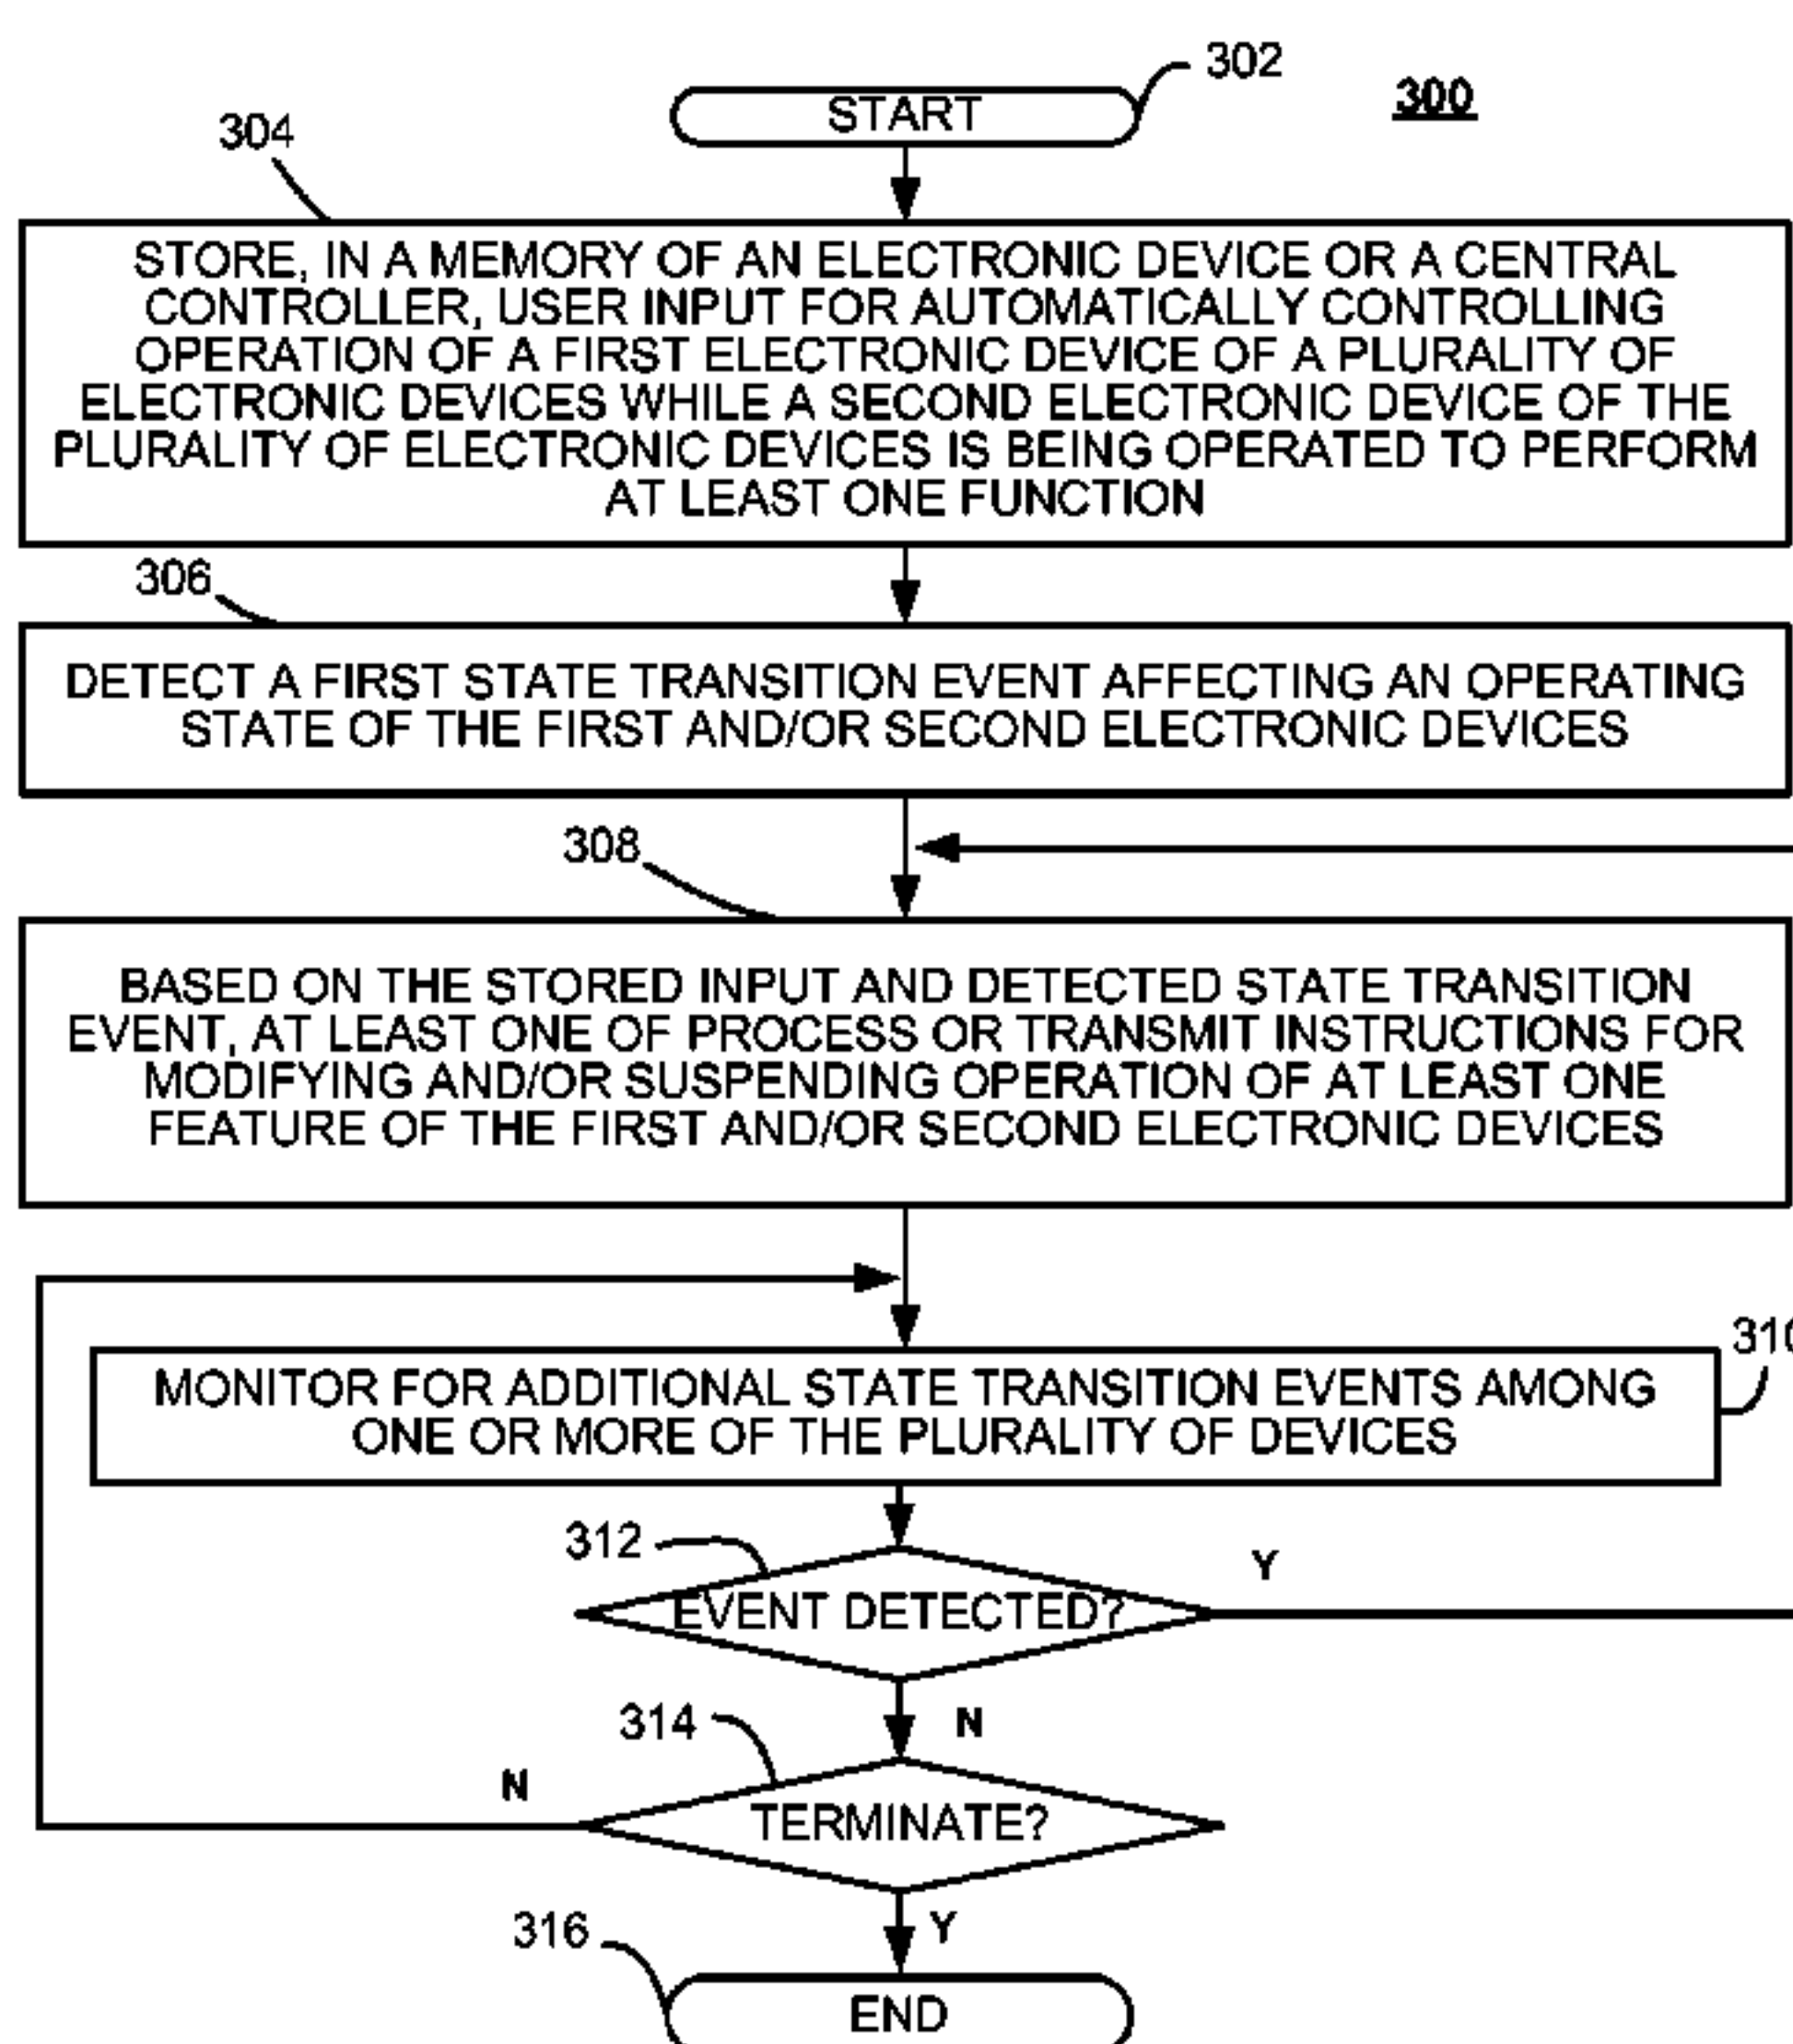 302
300
START
304
STORE, IN A MEMORY OF AN ELECTRONIC DEVICE OR A CENTRAL
CONTROLLER, USER INPUT FOR AUTOMATICALLY CONTROLLING
OPERATION OF A FIRST ELECTRONIC DEVICE OF A PLURALITY OF
ELECTRONIC DEVICES WHILE A SECOND ELECTRONIC DEVICE OF THE
PLURALITY OF ELECTRONIC DEVICES IS BEING OPERATED TO PERFORM
AT LEAST ONE FUNCTION
306
DETECT A FIRST STATE TRANSITION EVENT AFFECTING AN OPERATING
STATE OF THE FIRST AND/OR SECOND ELECTRONIC DEVICES
308
BASED ON THE STORED INPUT AND DETECTED STATE TRANSITION
EVENT, AT LEAST ONE OF PROCESS OR TRANSMIT INSTRUCTIONS FOR
MODIFYING AND/OR SUSPENDING OPERATION OF AT LEAST ONE
FEATURE OF THE FIRST AND/OR SECOND ELECTRONIC DEVICES
310
MONITOR FOR ADDITIONAL STATE TRANSITION EVENTS AMONG
ONE OR MORE OF THE PLURALITY OF DEVICES
312
Y
EVENT DETECTED?
314
N
N
TERMINATE?
316
Y
END